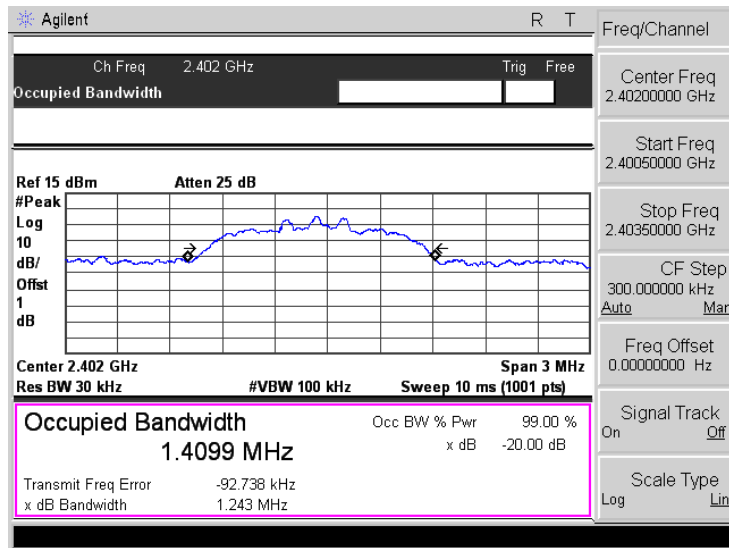 Agilent R T
Ch Freq 2.402 GHz Trig Free
Occupied Bandwidth
Ref 15 dBm Atten 25 dB
#Peak
Log
10
dB/
Offst
1
dB
Center 2.402 GHz Span 3 MHz
Res BW 30 kHz #VBW 100 kHz Sweep 10 ms (1001 pts)
Occupied Bandwidth Occ BW % Pwr 99.00 %
1.4099 MHz x dB -20.00 dB
Transmit Freq Error -92.738 kHz
x dB Bandwidth 1.243 MHz
Freq/Channel
Center Freq
2.40200000 GHz
Start Freq
2.40050000 GHz
Stop Freq
2.40350000 GHz
CF Step
300.000000 kHz
Auto Man
Freq Offset
0.00000000 Hz
Signal Track
On Off
Scale Type
Log Lin